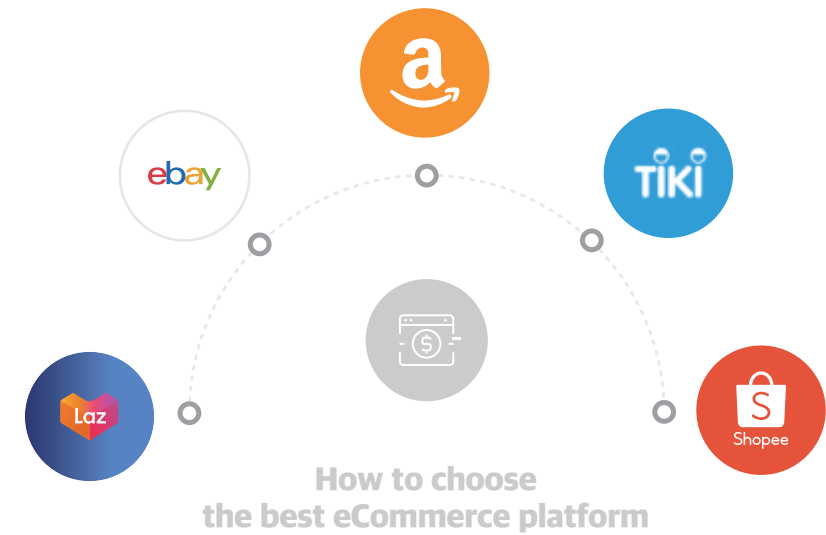 a
ebay
TIKI
$
Laz
S
Shopee
How to choose
the best eCommerce platform